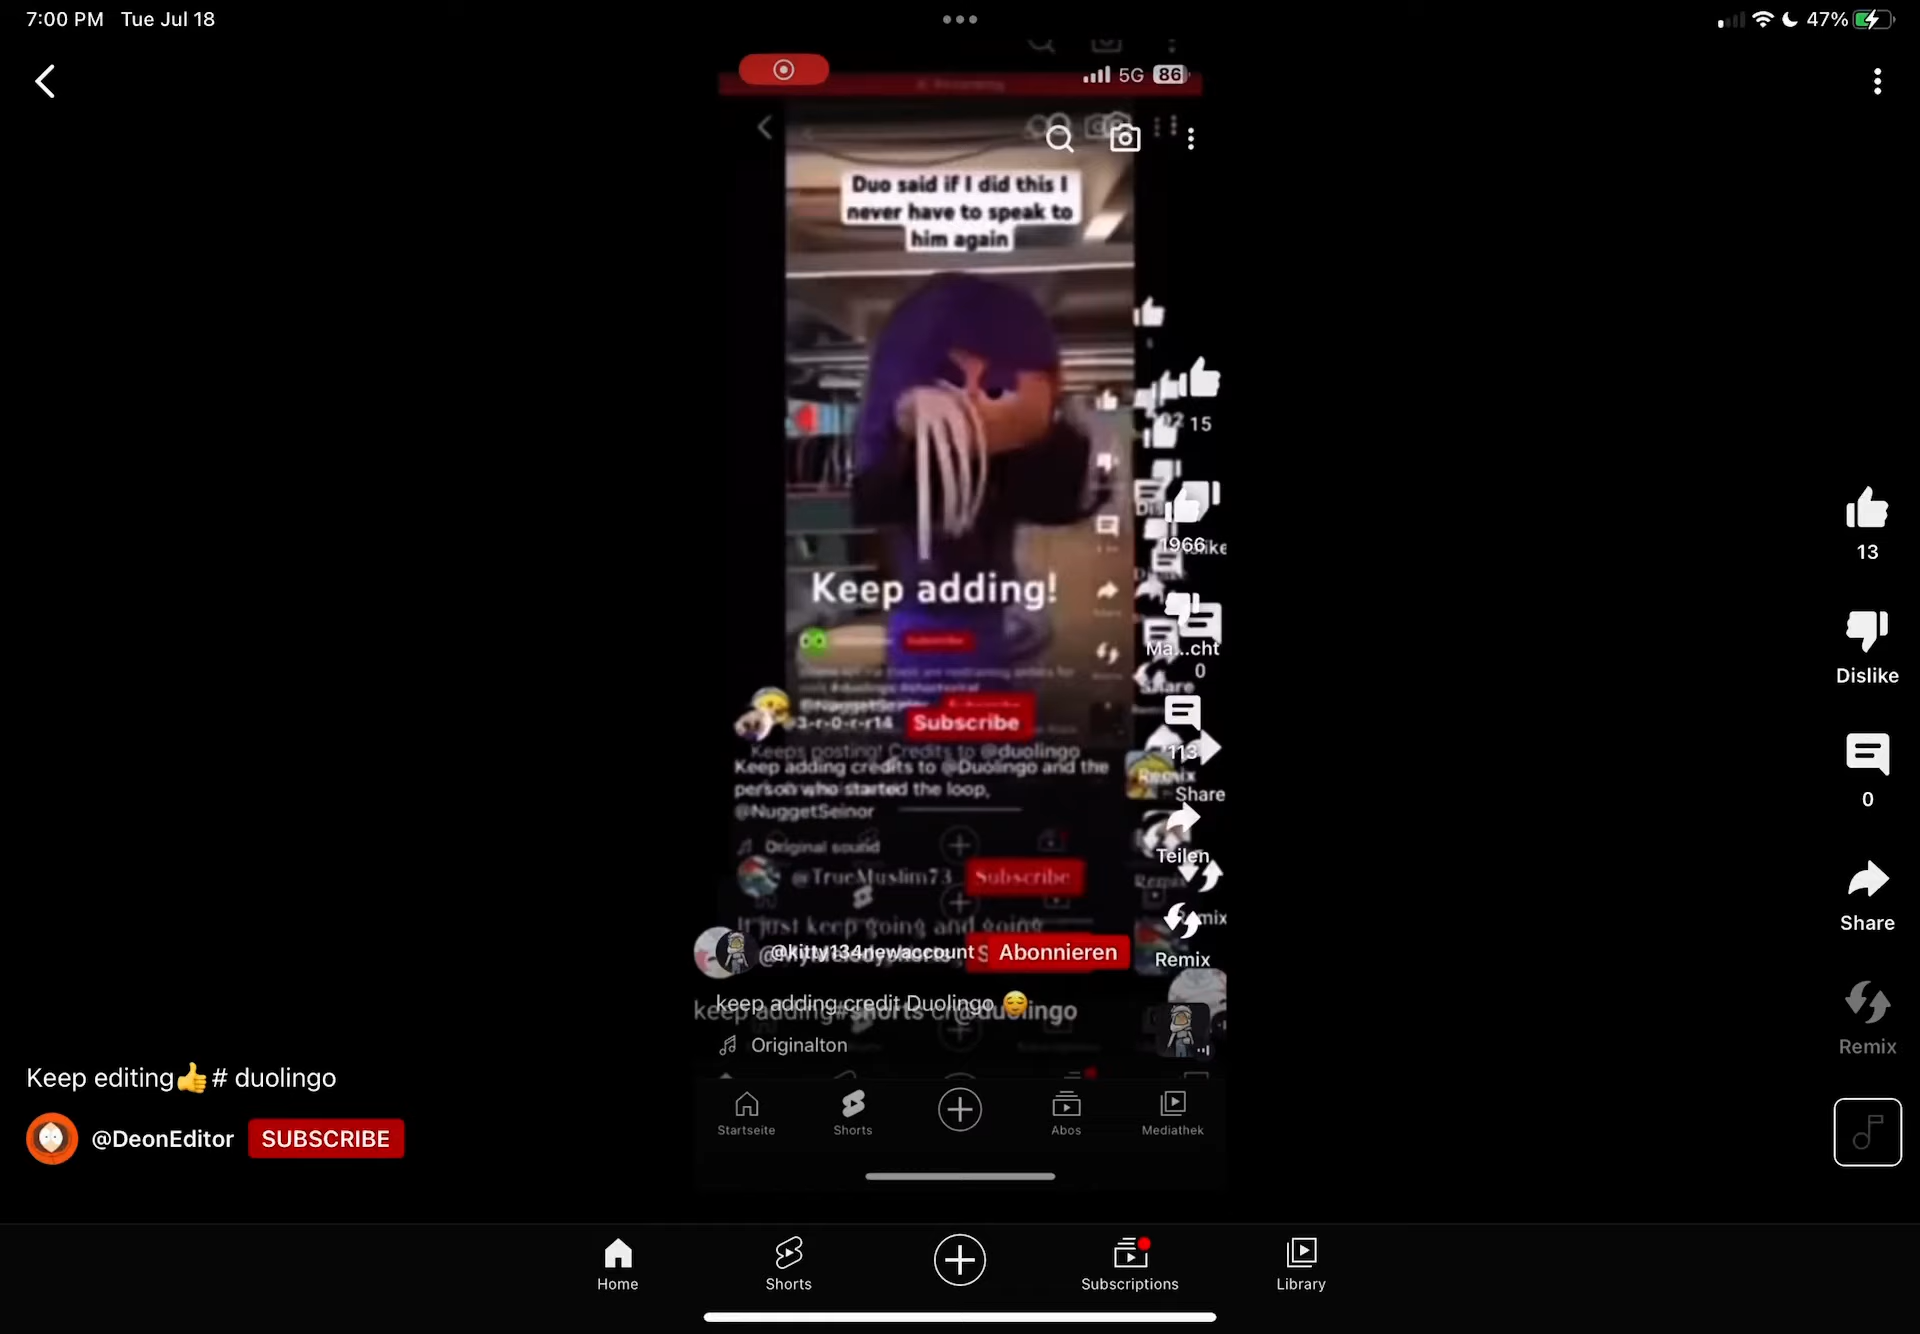 7:00 PM Tue Jul 18
47%
5G 86
Duo said if I did this I
never have to speak to
him again
15
1966
Keep adding!
Ma...cht
0
Share
@3-r-0-r-r14 Subscribe
Keeps posting! Credits to @duolingo
Keep adding credits to @Duolingo and the
person who started the loop,
@NuggetSeinor
113
Remix
Share
Original sound
Teilen
@TrueMuslim73 Subscribe
Remix
It just keep going and going
@kitty134newaccount Abonnieren
Remix
keep adding credit Duolingo 😌
keep adding#shorts cr@duolingo
Originalton
Startseite Shorts Abos Mediathek
13
Dislike
0
Share
Remix
Keep editing👍# duolingo
@DeonEditor SUBSCRIBE
Home Shorts Subscriptions Library